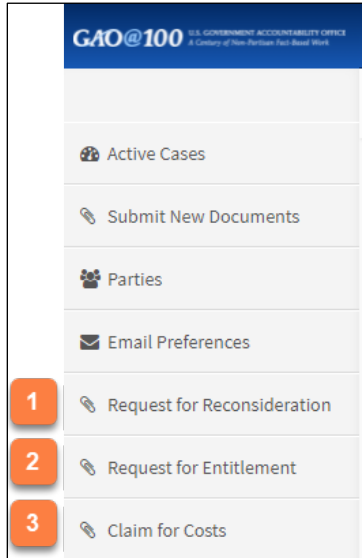 GAO@100 U.S. GOVERNMENT ACCOUNTABILITY OFFICE
A Century of Non-Partisan Fact-Based Work
Active Cases
Submit New Documents
Parties
Email Preferences
1 Request for Reconsideration
2 Request for Entitlement
3 Claim for Costs